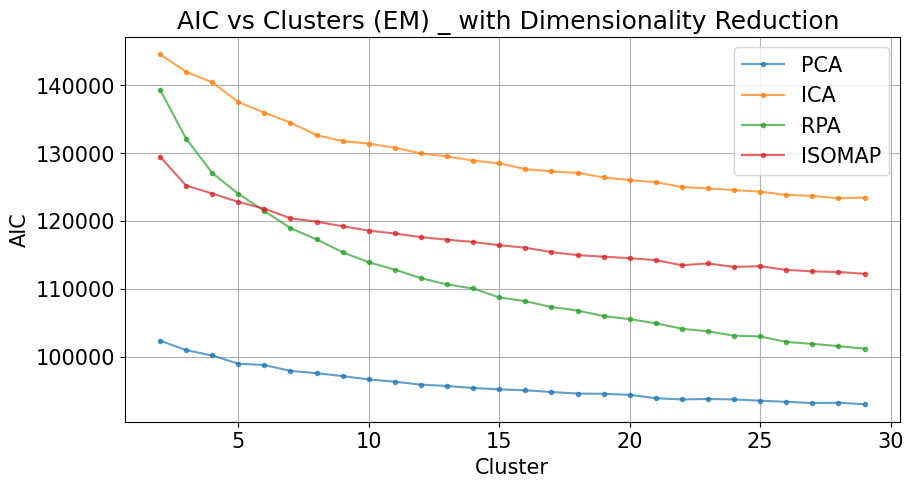 AIC vs Clusters (EM) _ with Dimensionality Reduction
PCA
ICA
RPA
ISOMAP
AIC
140000
130000
120000
110000
100000
5
10
15
20
25
30
Cluster